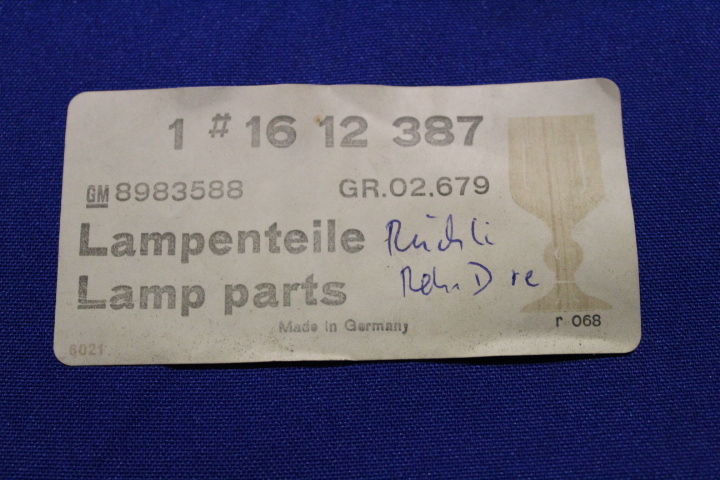 1 # 16 12 387
GM 8983588 GR.02.679
Lampenteile
Lamp parts
Made in Germany
r 068
6021